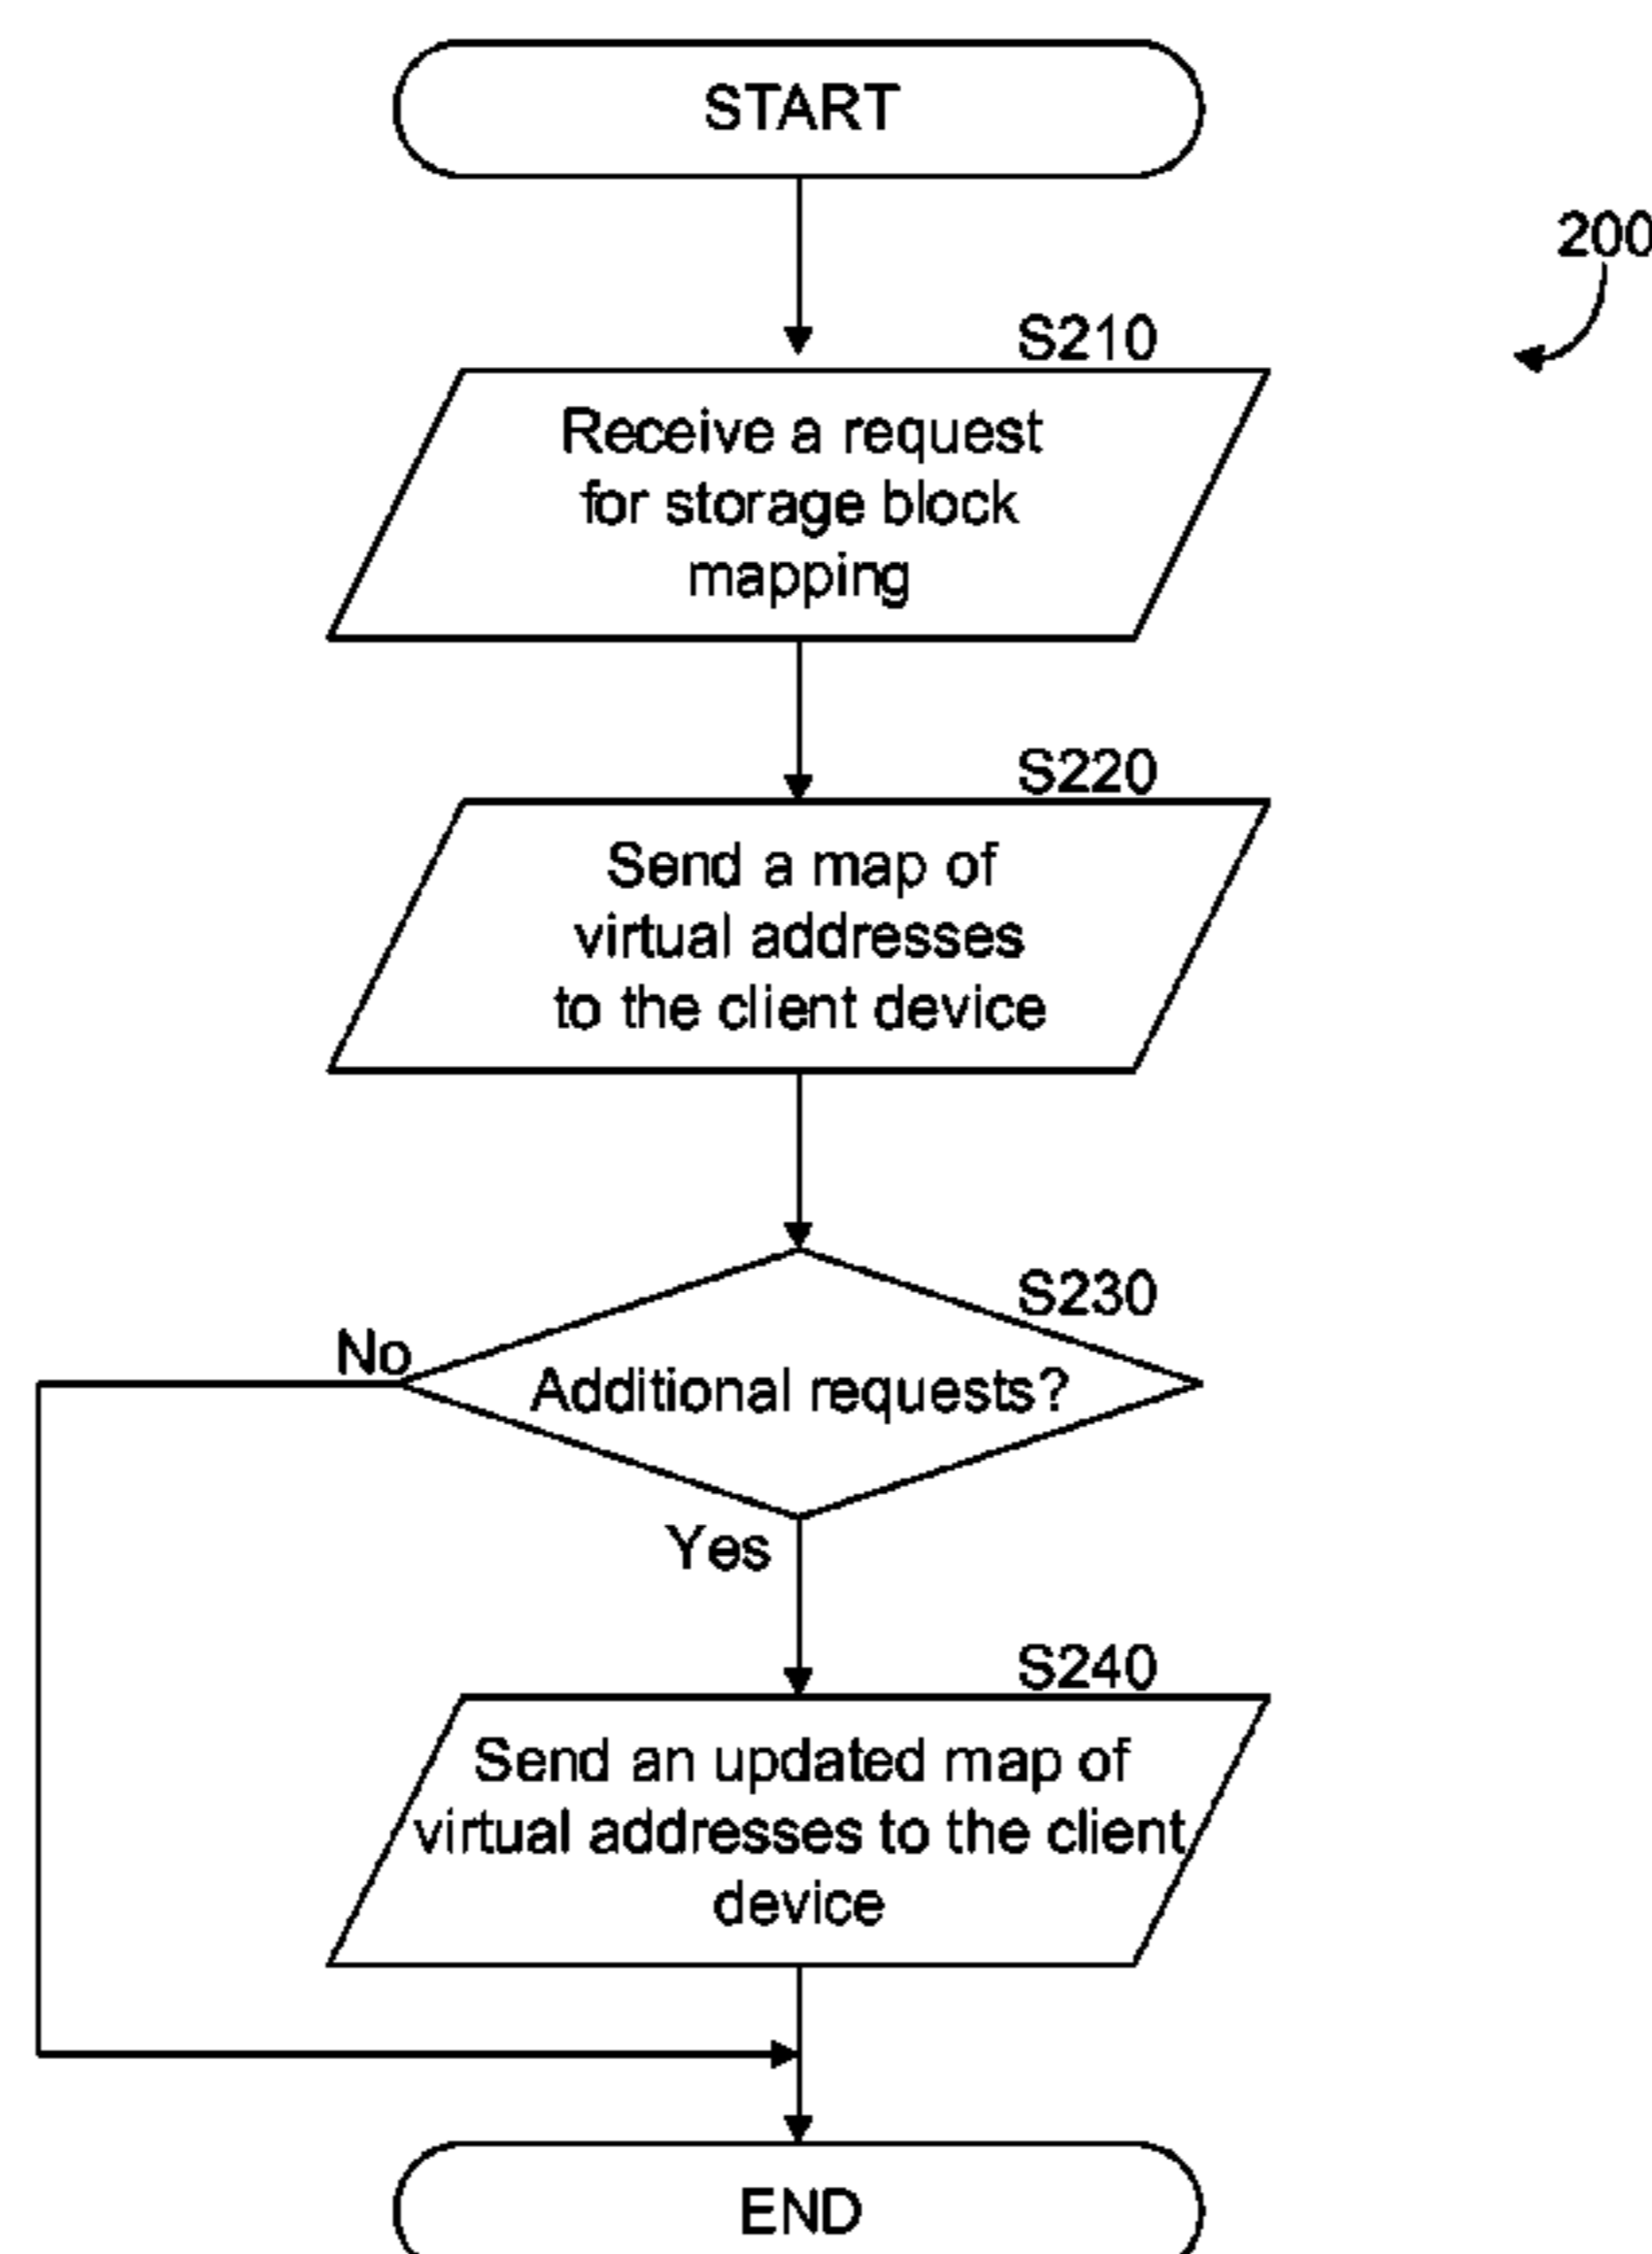 START
200
S210
Receive a request
for storage block
mapping
S220
Send a map of
virtual addresses
to the client device
S230
No
Additional requests?
Yes
S240
Send an updated map of
virtual addresses to the client
device
END